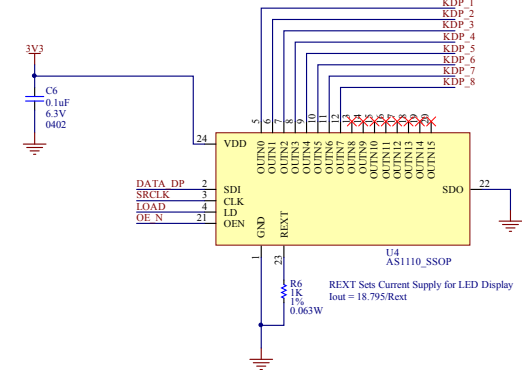 KDP_1
KDP_2
KDP_3
KDP_4
KDP_5
KDP_6
KDP_7
KDP_8
3V3
C6
0.1uF
6.3V
0402
5 6 7 8 9 10 11 12 13
OUTN0 OUTN1 OUTN2 OUTN3 OUTN4 OUTN5 OUTN6 OUTN7 OUTN8 OUTN9 OUTN10 OUTN11 OUTN12 OUTN13 OUTN14 OUTN15
24 VDD
DATA_DP 2 SDI
SRCLK 3 CLK
LOAD 4 LD
OE_N 21 OEN
SDO 22
GND REXT
1 23
U4
AS1110_SSOP
R6
1K
1%
0.063W
REXT Sets Current Supply for LED Display
Iout = 18.795/Rext